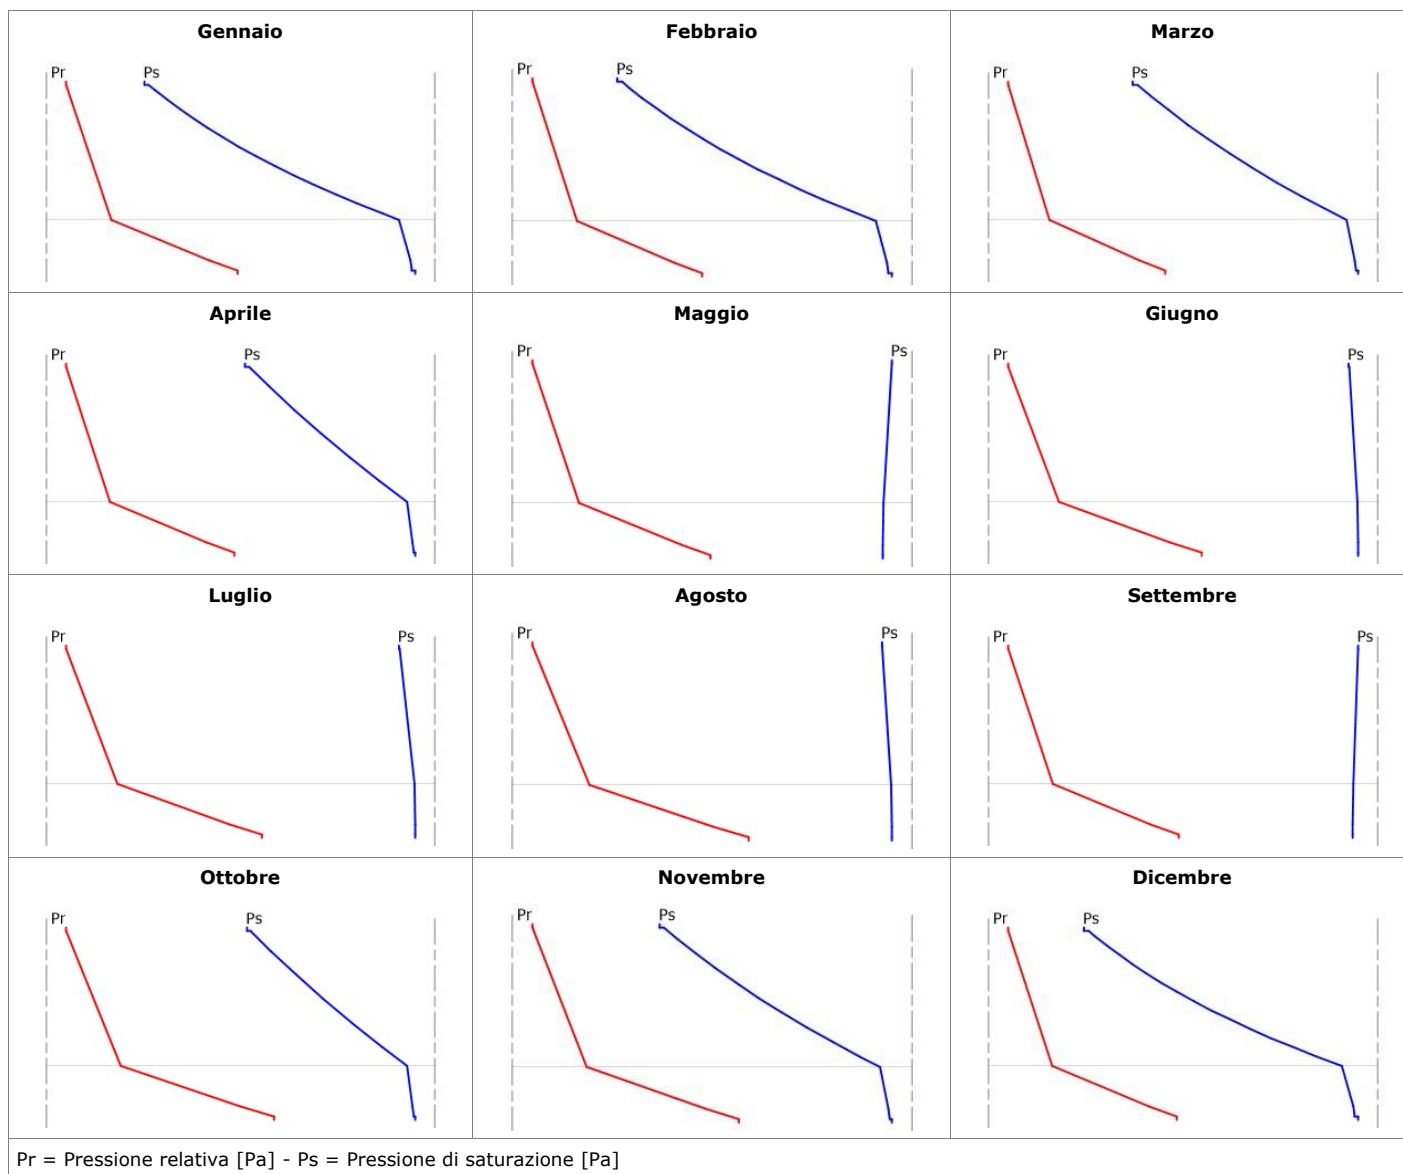 Gennaio Febbraio Marzo
Pr Ps Pr Ps Pr Ps
Aprile Maggio Giugno
Pr Ps Pr Ps Pr Ps
Luglio Agosto Settembre
Pr Ps Pr Ps Pr Ps
Ottobre Novembre Dicembre
Pr Ps Pr Ps Pr Ps
Pr = Pressione relativa [Pa] - Ps = Pressione di saturazione [Pa]